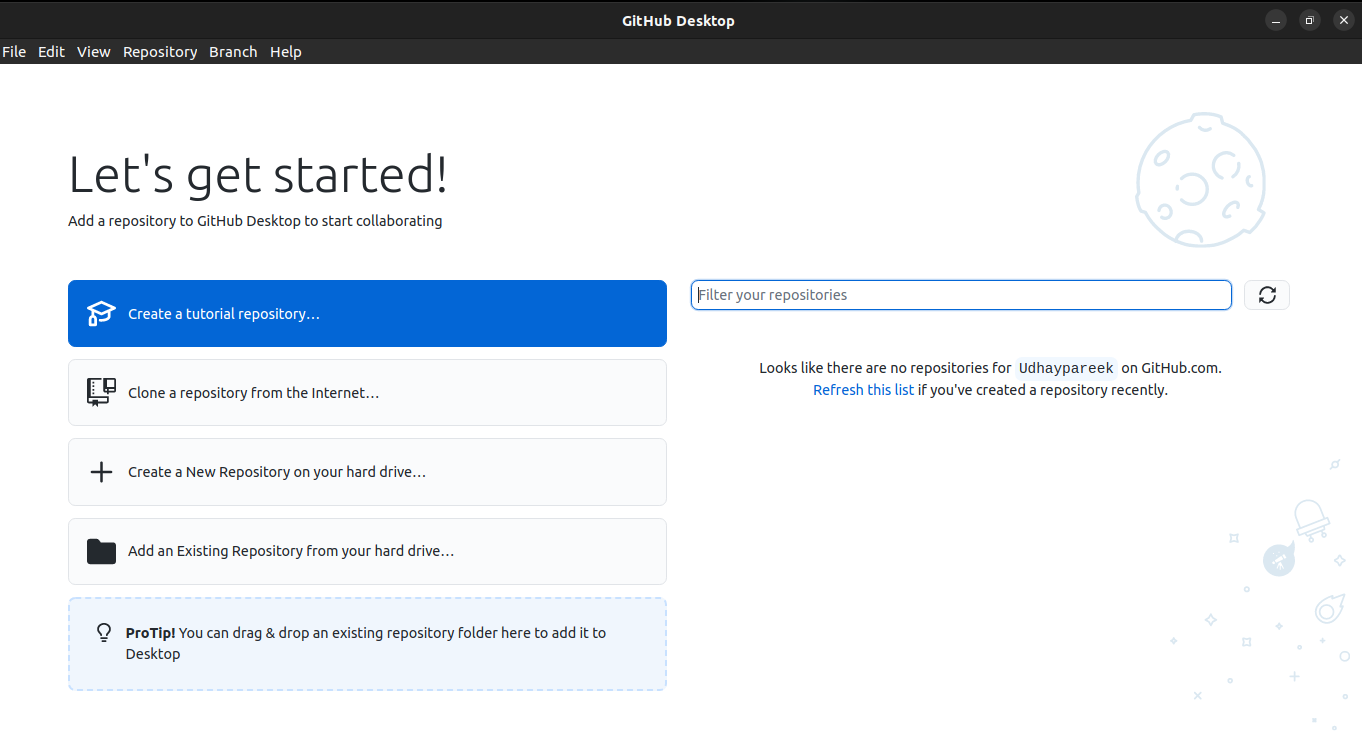 GitHub Desktop
File Edit View Repository Branch Help
Let's get started!
Add a repository to GitHub Desktop to start collaborating
Create a tutorial repository…
Clone a repository from the Internet…
Create a New Repository on your hard drive…
Add an Existing Repository from your hard drive…
ProTip! You can drag & drop an existing repository folder here to add it to
Desktop
Filter your repositories
Looks like there are no repositories for Udhaypareek on GitHub.com.
Refresh this list if you've created a repository recently.